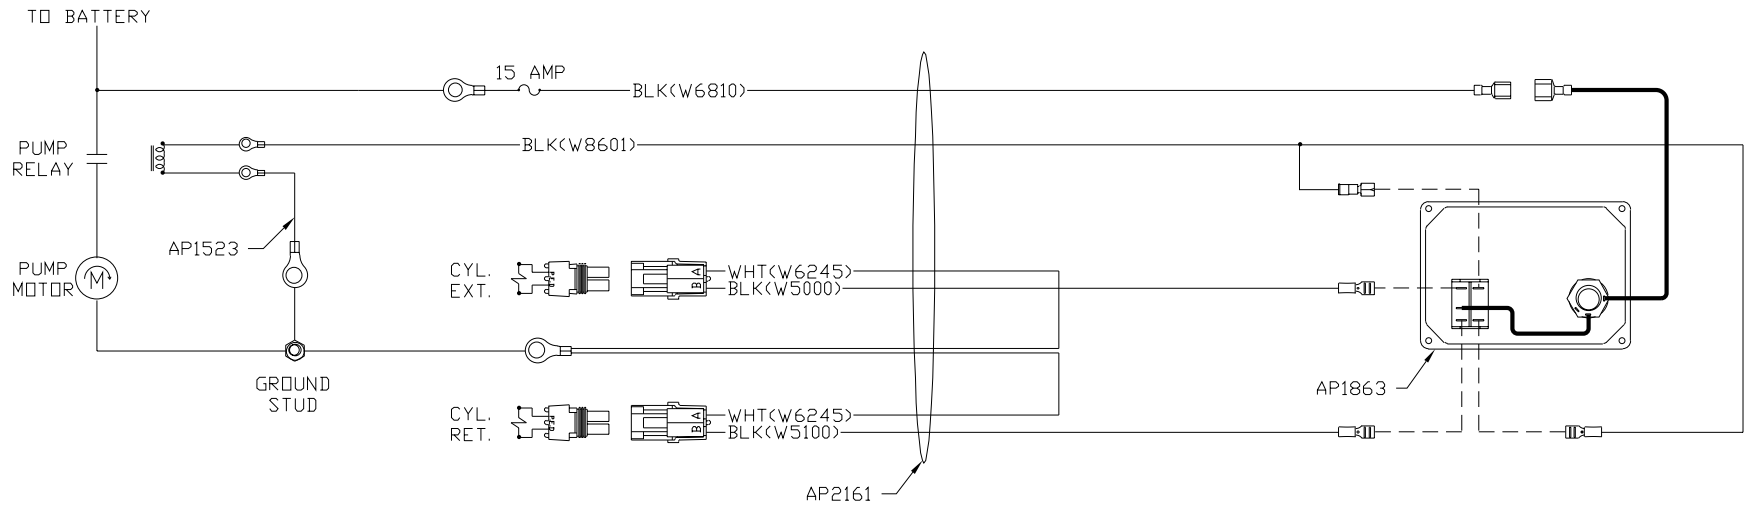 TO BATTERY
15 AMP
BLK(W6810)
PUMP
RELAY
BLK(W8601)
AP1523
PUMP
MOTOR
M
CYL.
EXT.
A
B
WHT(W6245)
BLK(W5000)
GROUND
STUD
AP1863
CYL.
RET.
A
B
WHT(W6245)
BLK(W5100)
AP2161